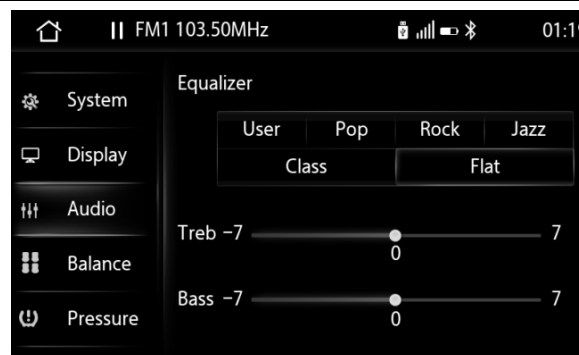 FM1 103.50MHz 01:1
System
Display
Audio
Balance
Pressure
Equalizer
User Pop Rock Jazz
Class Flat
Treb -7 7
0
Bass -7 7
0